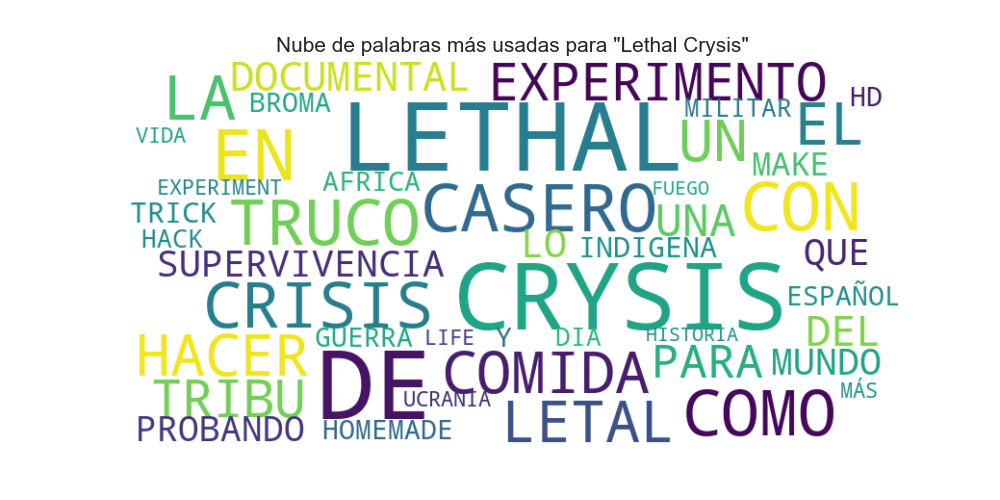 Nube de palabras más usadas para "Lethal Crysis"
DOCUMENTAL
EXPERIMENTO
LA
BROMA
LETHAL
MILITAR
HD
EL
VIDA
EN
UN
MAKE
EXPERIMENT
AFRICA
CASERO
FUEGO
CON
TRICK
TRUCO
UNA
HACK
LO
INDIGENA
QUE
SUPERVIVENCIA
CRYSIS
CRISIS
ESPAÑOL
HACER
GUERRA
LIFE
Y
DIA
HISTORIA
DEL
DE
COMIDA
PARA
MUNDO
TRIBU
UCRANIA
MÁS
PROBANDO
HOMEMADE
LETAL
COMO